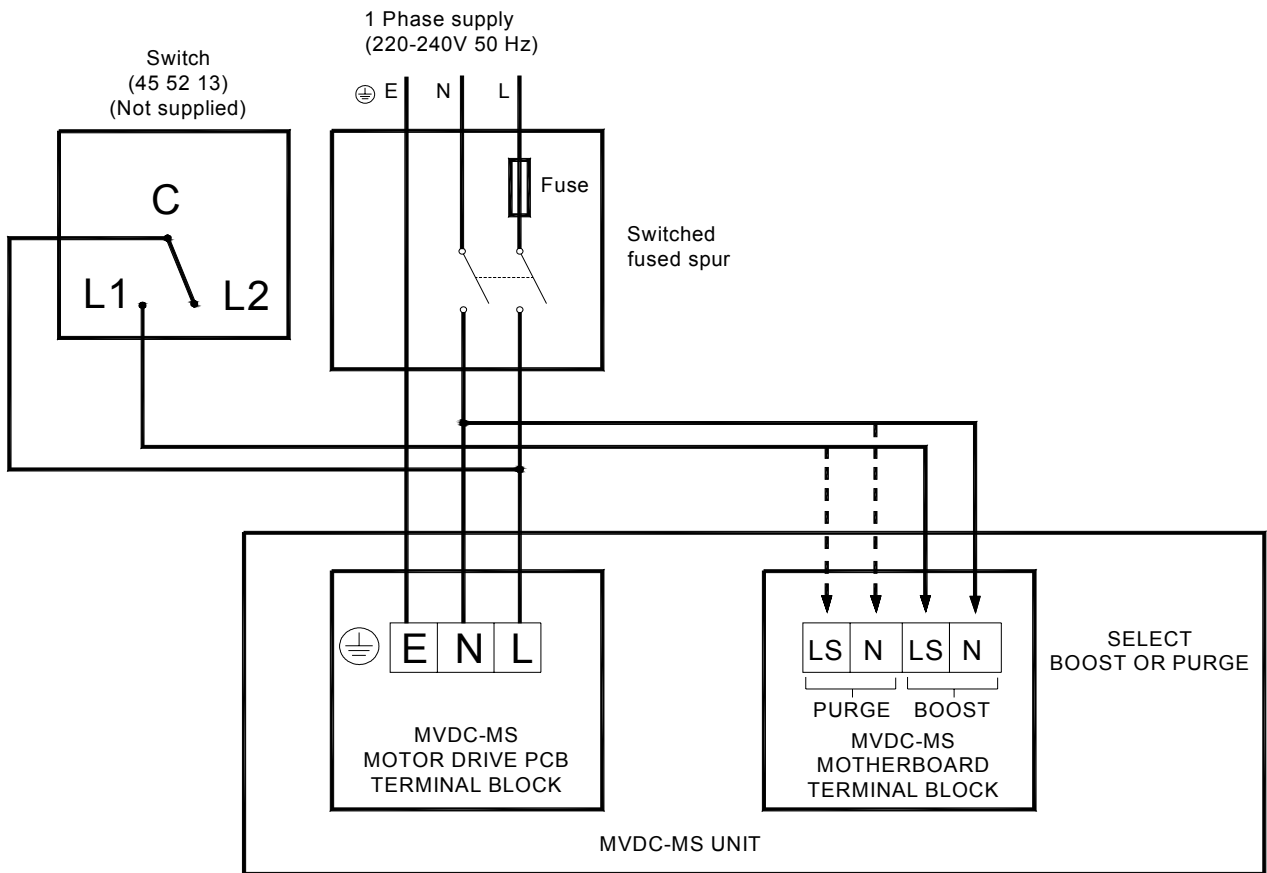 1 Phase supply
(220-240V 50 Hz)
Switch
(45 52 13)
(Not supplied)
E N L
Fuse
C
L1 L2
Switched
fused spur
E N L
LS N LS N
PURGE BOOST
SELECT
BOOST OR PURGE
MVDC-MS
MOTOR DRIVE PCB
TERMINAL BLOCK
MVDC-MS
MOTHERBOARD
TERMINAL BLOCK
MVDC-MS UNIT